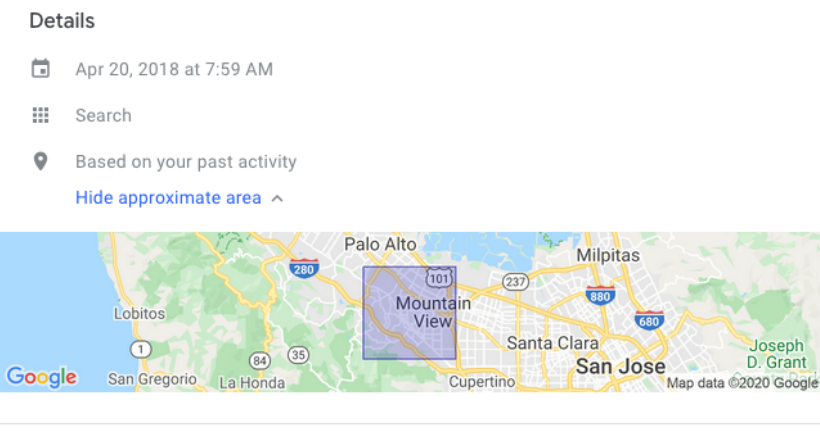 Details
Apr 20, 2018 at 7:59 AM
Search
Based on your past activity
Hide approximate area
Palo Alto
Milpitas
280
101
237
880
Mountain
View
Lobitos
680
1
Santa Clara
Joseph
D. Grant
84
35
San Jose
Google
San Gregorio
La Honda
Cupertino
Map data ©2020 Google